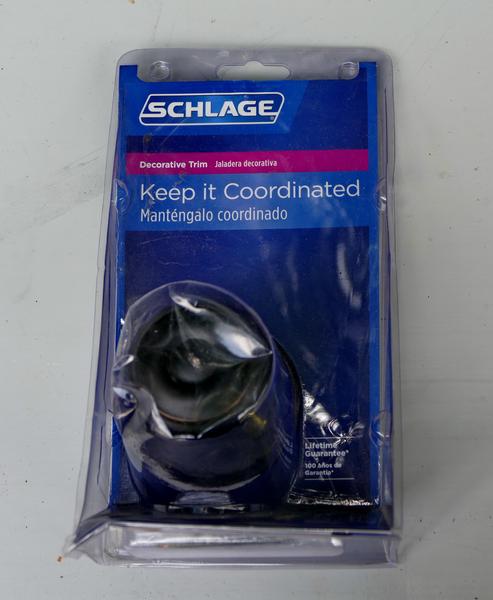 SCHLAGE
Decorative Trim Jaladera decorativa
Keep it Coordinated
Manténgalo coordinado
Lifetime
Guarantee*
100 Años de
Garantía*